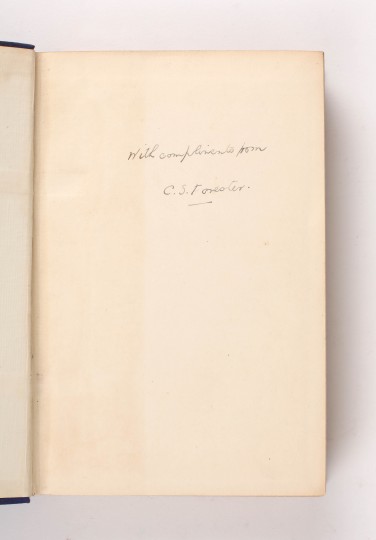 With compliments from
C. S. Forester.